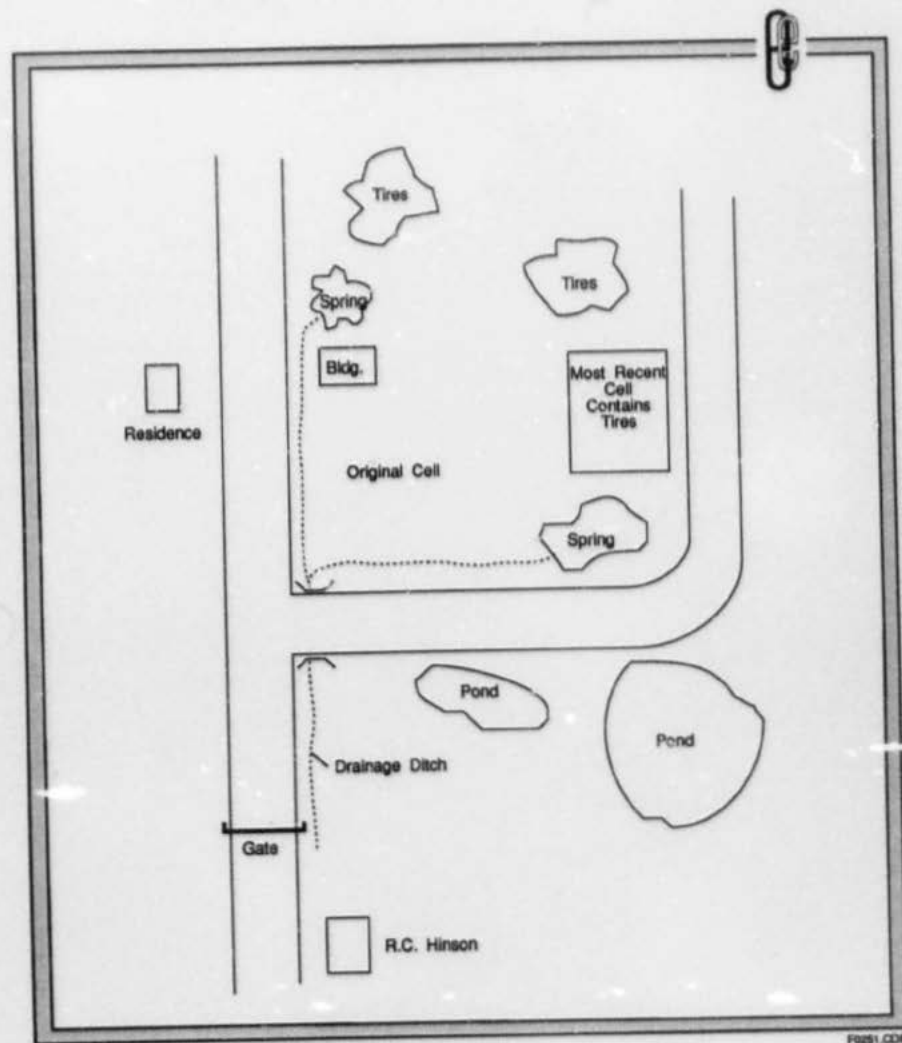 Tires
Tires
Spring
Bldg.
Most Recent
Cell
Contains
Tires
Residence
Original Cell
Spring
Pond
Pond
Drainage Ditch
Gate
R.C. Hinson